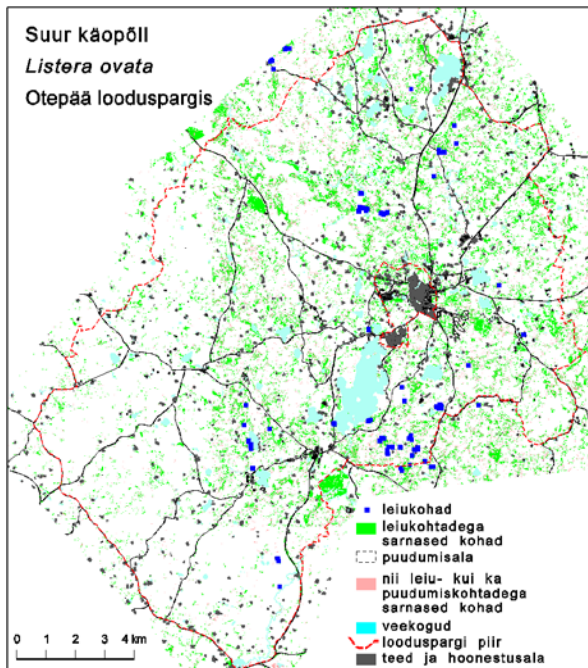 Suur käopõll
Listera ovata
Otepää looduspargis
leiukohad
leiukohtadega
sarnased kohad
puudumisala
nii leiu- kui ka
puudumiskohtadega
sarnased kohad
veekogud
looduspargi piir
teed ja hoonestusala
0 1 2 3 4 km